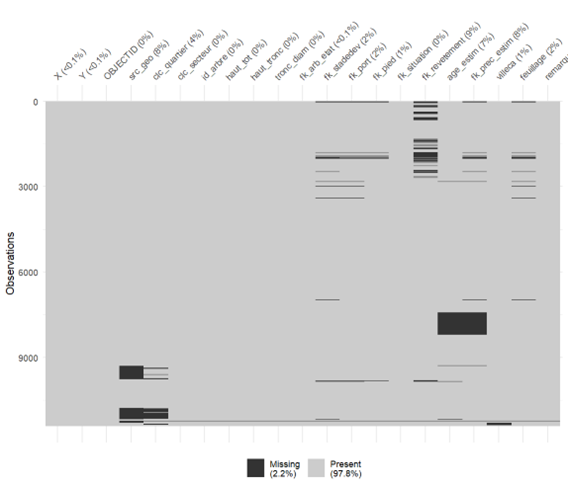 X (<0.1%)
Y (<0.1%)
OBJECTID (0%)
src_geo (8%)
clc_quartier (4%)
clc_secteur (0%)
id_arbre (0%)
haut_tot (0%)
haut_tronc (0%)
tronc_diam (0%)
fk_arb_etat (<0.1%)
fk_stadedev (2%)
fk_port (2%)
fk_pied (1%)
fk_situation (0%)
fk_revetement (9%)
age_estim (7%)
fk_prec_estim (8%)
villeca (1%)
feuillage (2%)
remarq
0
3000
6000
9000
Observations
Missing
(2.2%)
Present
(97.8%)